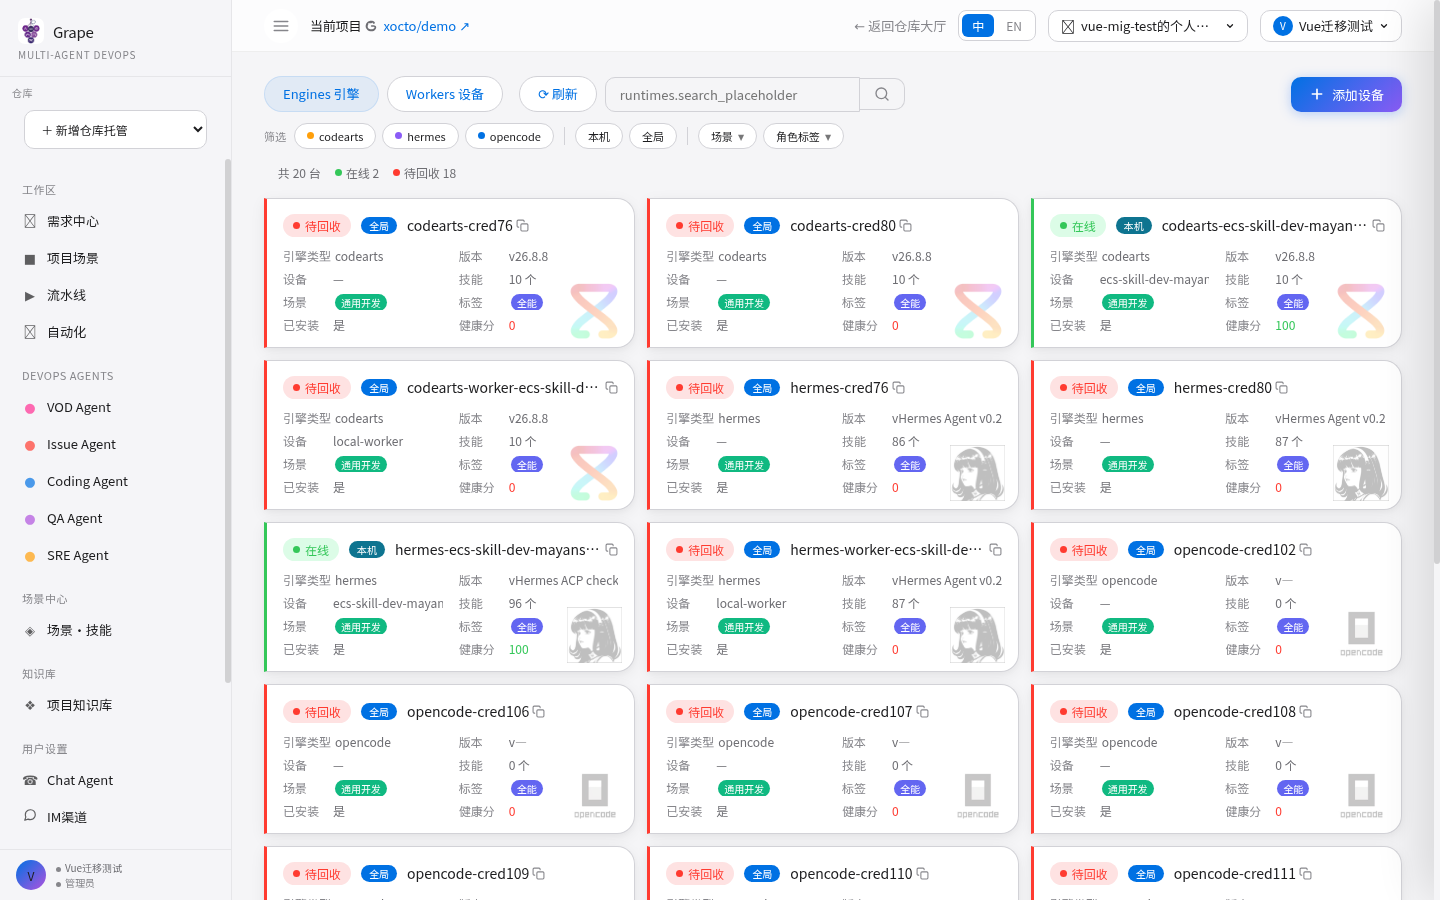 Grape
MULTI-AGENT DEVOPS
仓库
＋ 新增仓库托管
工作区
需求中心
项目场景
流水线
自动化
DEVOPS AGENTS
VOD Agent
Issue Agent
Coding Agent
QA Agent
SRE Agent
场景中心
场景・技能
知识库
项目知识库
用户设置
Chat Agent
IM渠道
V
Vue迁移测试
管理员
当前项目 G xocto/demo ↗
← 返回仓库大厅
中 EN
vue-mig-test的个人…
V Vue迁移测试
Engines 引擎 Workers 设备 ⟳ 刷新 runtimes.search_placeholder
＋ 添加设备
筛选 codearts hermes opencode 本机 全局 场景 ▾ 角色标签 ▾
共 20 台 在线 2 待回收 18
待回收 全局 codearts-cred76
引擎类型 codearts 版本 v26.8.8
设备 — 技能 10 个
场景 通用开发 标签 全能
已安装 是 健康分 0
待回收 全局 codearts-cred80
引擎类型 codearts 版本 v26.8.8
设备 — 技能 10 个
场景 通用开发 标签 全能
已安装 是 健康分 0
在线 本机 codearts-ecs-skill-dev-mayan…
引擎类型 codearts 版本 v26.8.8
设备 ecs-skill-dev-mayan 技能 10 个
场景 通用开发 标签 全能
已安装 是 健康分 100
待回收 全局 codearts-worker-ecs-skill-d…
引擎类型 codearts 版本 v26.8.8
设备 local-worker 技能 10 个
场景 通用开发 标签 全能
已安装 是 健康分 0
待回收 全局 hermes-cred76
引擎类型 hermes 版本 vHermes Agent v0.2
设备 — 技能 86 个
场景 通用开发 标签 全能
已安装 是 健康分 0
待回收 全局 hermes-cred80
引擎类型 hermes 版本 vHermes Agent v0.2
设备 — 技能 87 个
场景 通用开发 标签 全能
已安装 是 健康分 0
在线 本机 hermes-ecs-skill-dev-mayans…
引擎类型 hermes 版本 vHermes ACP check
设备 ecs-skill-dev-mayan 技能 96 个
场景 通用开发 标签 全能
已安装 是 健康分 100
待回收 全局 hermes-worker-ecs-skill-de…
引擎类型 hermes 版本 vHermes Agent v0.2
设备 local-worker 技能 87 个
场景 通用开发 标签 全能
已安装 是 健康分 0
待回收 全局 opencode-cred102
引擎类型 opencode 版本 v—
设备 — 技能 0 个
场景 通用开发 标签 全能
已安装 是 健康分 0
opencode
待回收 全局 opencode-cred106
引擎类型 opencode 版本 v—
设备 — 技能 0 个
场景 通用开发 标签 全能
已安装 是 健康分 0
opencode
待回收 全局 opencode-cred107
引擎类型 opencode 版本 v—
设备 — 技能 0 个
场景 通用开发 标签 全能
已安装 是 健康分 0
opencode
待回收 全局 opencode-cred108
引擎类型 opencode 版本 v—
设备 — 技能 0 个
场景 通用开发 标签 全能
已安装 是 健康分 0
opencode
待回收 全局 opencode-cred109
待回收 全局 opencode-cred110
待回收 全局 opencode-cred111